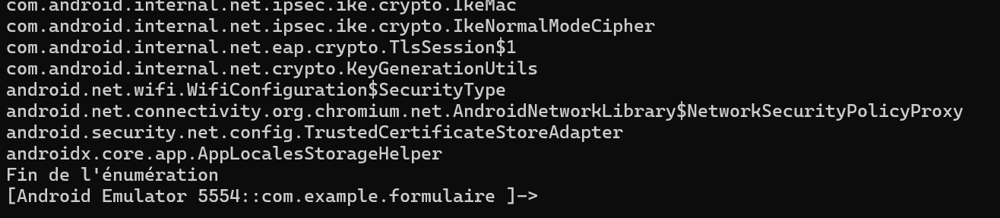 com.android.internal.net.ipsec.ike.crypto.IkeMac
com.android.internal.net.ipsec.ike.crypto.IkeNormalModeCipher
com.android.internal.net.eap.crypto.TlsSession$1
com.android.internal.net.crypto.KeyGenerationUtils
android.net.wifi.WifiConfiguration$SecurityType
android.net.connectivity.org.chromium.net.AndroidNetworkLibrary$NetworkSecurityPolicyProxy
android.security.net.config.TrustedCertificateStoreAdapter
androidx.core.app.AppLocalesStorageHelper
Fin de l'énumération
[Android Emulator 5554::com.example.formulaire ]->